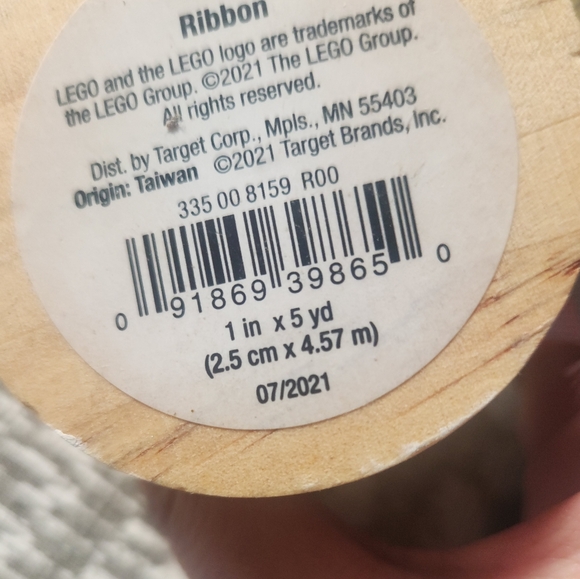 Ribbon
LEGO and the LEGO logo are trademarks of
the LEGO Group. ©2021 The LEGO Group.
All rights reserved.
Dist. by Target Corp., Mpls., MN 55403
Origin: Taiwan ©2021 Target Brands, Inc.
335 00 8159 R00
0 91869 39865 0
1 in x 5 yd
(2.5 cm x 4.57 m)
07/2021